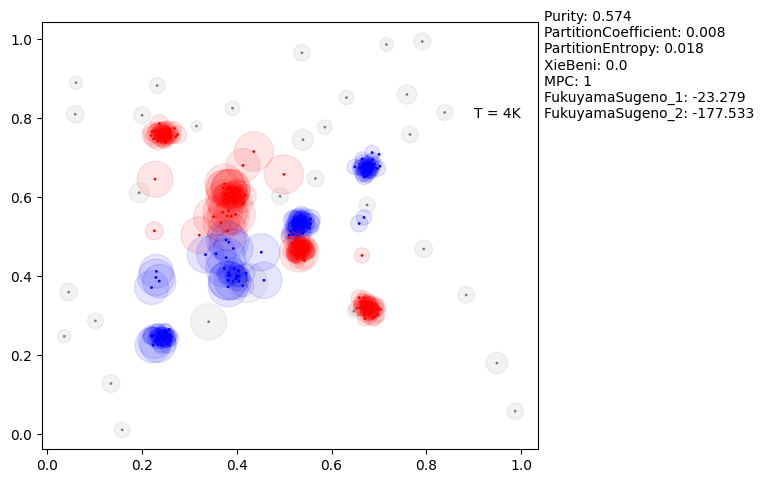 Purity: 0.574
PartitionCoefficient: 0.008
PartitionEntropy: 0.018
XieBeni: 0.0
MPC: 1
FukuyamaSugeno_1: -23.279
FukuyamaSugeno_2: -177.533
T = 4K
1.0
0.8
0.6
0.4
0.2
0.0
0.0 0.2 0.4 0.6 0.8 1.0